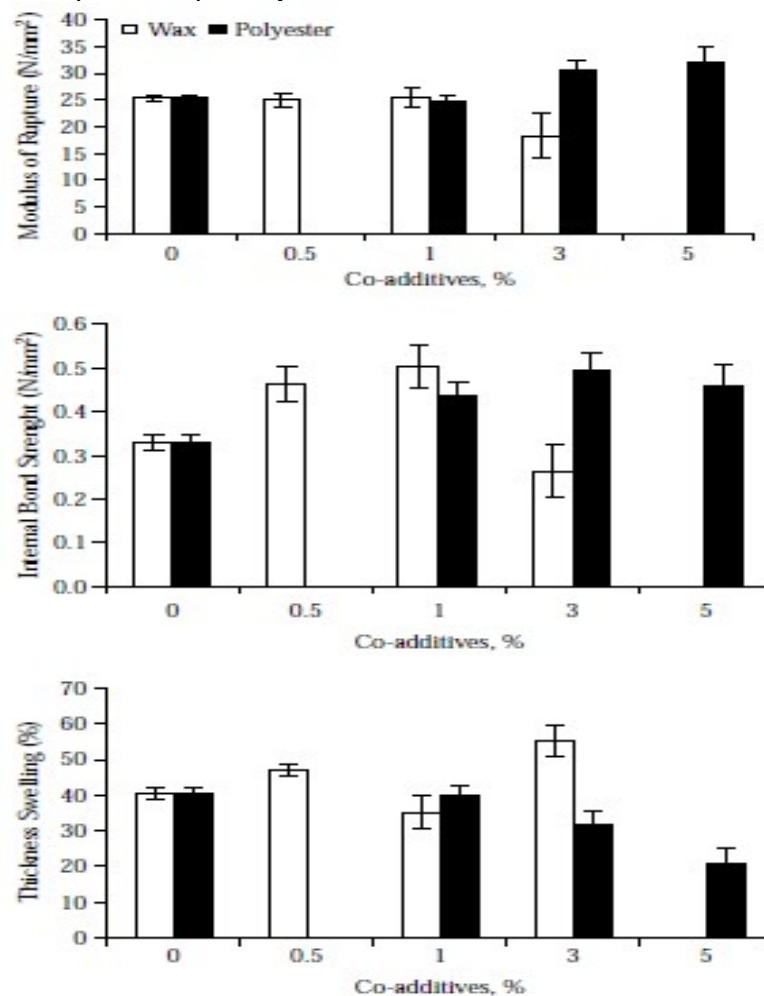 Wax Polyester
Modulus of Rupture (N/mm²)
40
35
30
25
20
15
10
5
0
0 0.5 1 3 5
Co-additives, %
Internal Bond Strenght (N/mm²)
0.6
0.5
0.4
0.3
0.2
0.1
0.0
0 0.5 1 3 5
Co-additives, %
Thickness Swelling (%)
70
60
50
40
30
20
10
0
0 0.5 1 3 5
Co-additives, %